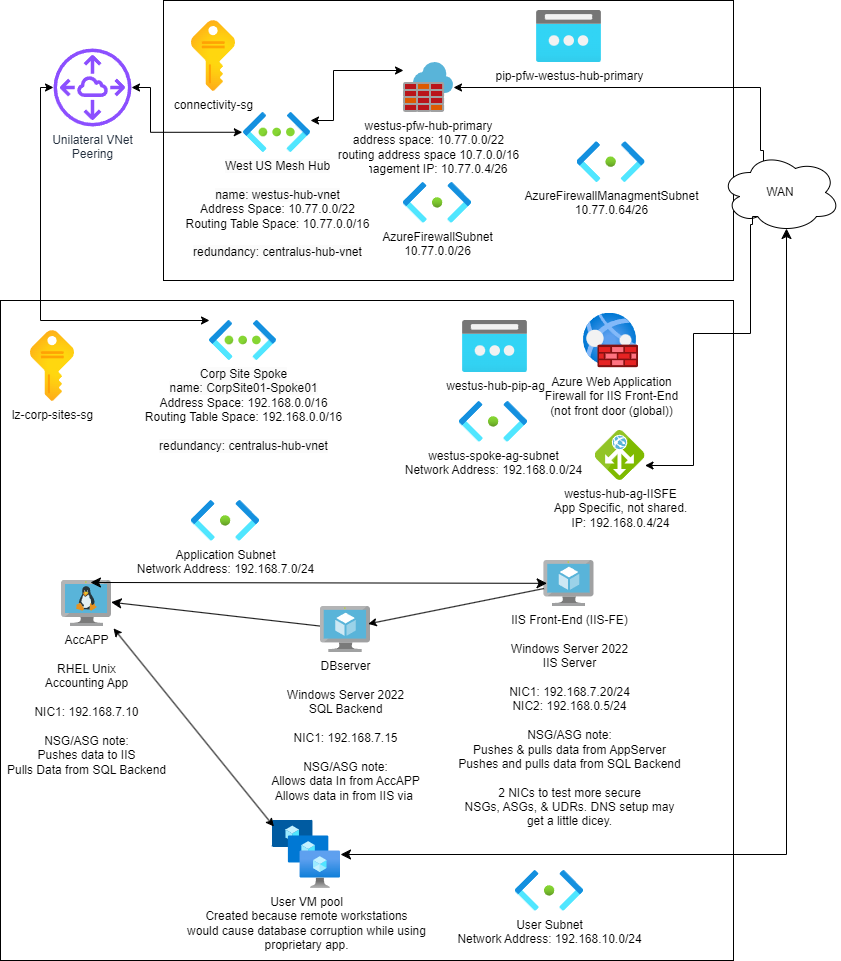 pip-pfw-westus-hub-primary
connectivity-sg
Unilateral VNet
Peering
westus-pfw-hub-primary
address space: 10.77.0.0/22
routing address space 10.7.0.0/16
nagement IP: 10.77.0.4/26
West US Mesh Hub
name: westus-hub-vnet
Address Space: 10.77.0.0/22
Routing Table Space: 10.77.0.0/16
redundancy: centralus-hub-vnet
AzureFirewallSubnet
10.77.0.0/26
AzureFirewallManagmentSubnet
10.77.0.64/26
WAN
lz-corp-sites-sg
Corp Site Spoke
name: CorpSite01-Spoke01
Address Space: 192.168.0.0/16
Routing Table Space: 192.168.0.0/16
redundancy: centralus-hub-vnet
westus-hub-pip-ag
Azure Web Application
Firewall for IIS Front-End
(not front door (global))
westus-spoke-ag-subnet
Network Address: 192.168.0.0/24
westus-hub-ag-IISFE
App Specific, not shared.
IP: 192.168.0.4/24
Application Subnet
Network Address: 192.168.7.0/24
AccAPP
RHEL Unix
Accounting App
NIC1: 192.168.7.10
NSG/ASG note:
Pushes data to IIS
Pulls Data from SQL Backend
DBserver
Windows Server 2022
SQL Backend
NIC1: 192.168.7.15
NSG/ASG note:
Allows data In from AccAPP
Allows data in from IIS via
IIS Front-End (IIS-FE)
Windows Server 2022
IIS Server
NIC1: 192.168.7.20/24
NIC2: 192.168.0.5/24
NSG/ASG note:
Pushes & pulls data from AppServer
Pushes and pulls data from SQL Backend
2 NICs to test more secure
NSGs, ASGs, & UDRs. DNS setup may
get a little dicey.
User VM pool
Created because remote workstations
would cause database corruption while using
proprietary app.
User Subnet
Network Address: 192.168.10.0/24